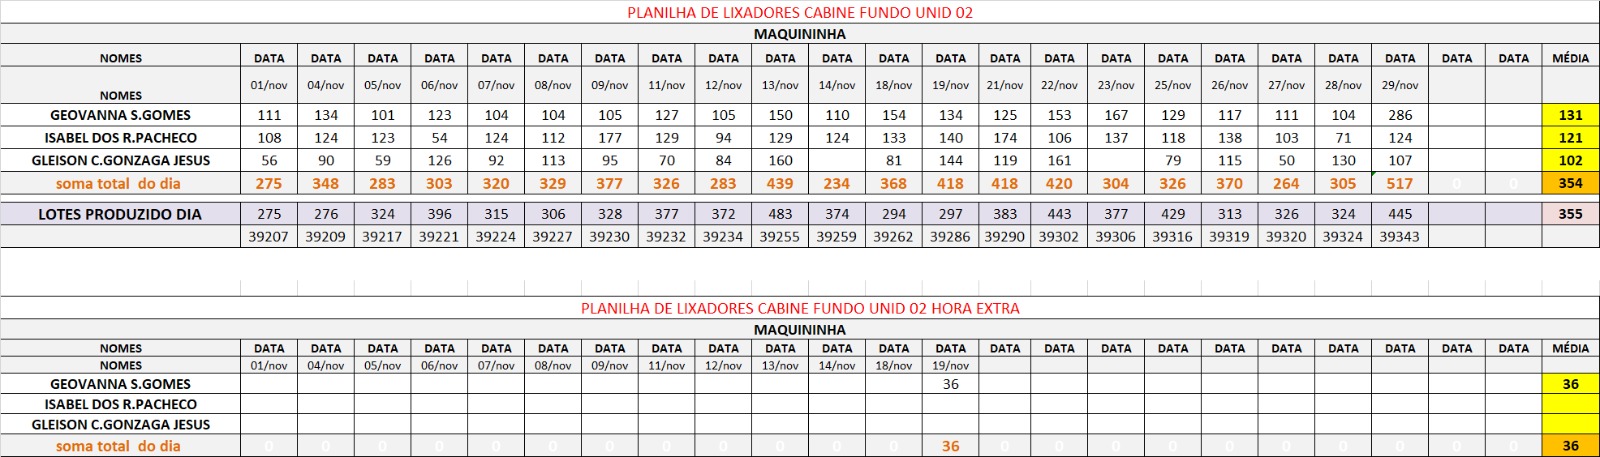 PLANILHA DE LIXADORES CABINE FUNDO UNID 02
MAQUININHA
NOMES DATA DATA DATA DATA DATA DATA DATA DATA DATA DATA DATA DATA DATA DATA DATA DATA DATA DATA DATA DATA DATA DATA DATA MÉDIA
NOMES 01/nov 04/nov 05/nov 06/nov 07/nov 08/nov 09/nov 11/nov 12/nov 13/nov 14/nov 18/nov 19/nov 21/nov 22/nov 23/nov 25/nov 26/nov 27/nov 28/nov 29/nov
GEOVANNA S.GOMES 111 134 101 123 104 104 105 127 105 150 110 154 134 125 153 167 129 117 111 104 286 131
ISABEL DOS R.PACHECO 108 124 123 54 124 112 177 129 94 129 124 133 140 174 106 137 118 138 103 71 124 121
GLEISON C.GONZAGA JESUS 56 90 59 126 92 113 95 70 84 160 81 144 119 161 79 115 50 130 107 102
soma total do dia 275 348 283 303 320 329 377 326 283 439 234 368 418 418 420 304 326 370 264 305 517 0 0 354
LOTES PRODUZIDO DIA 275 276 324 396 315 306 328 377 372 483 374 294 297 383 443 377 429 313 326 324 445 355
39207 39209 39217 39221 39224 39227 39230 39232 39234 39255 39259 39262 39286 39290 39302 39306 39316 39319 39320 39324 39343
PLANILHA DE LIXADORES CABINE FUNDO UNID 02 HORA EXTRA
MAQUININHA
NOMES DATA DATA DATA DATA DATA DATA DATA DATA DATA DATA DATA DATA DATA DATA DATA DATA DATA DATA DATA DATA DATA DATA DATA MÉDIA
NOMES 01/nov 04/nov 05/nov 06/nov 07/nov 08/nov 09/nov 11/nov 12/nov 13/nov 14/nov 18/nov 19/nov
GEOVANNA S.GOMES 36 36
ISABEL DOS R.PACHECO
GLEISON C.GONZAGA JESUS
soma total do dia 0 0 0 0 0 0 0 0 0 0 0 0 36 0 0 0 0 0 0 0 0 0 0 36